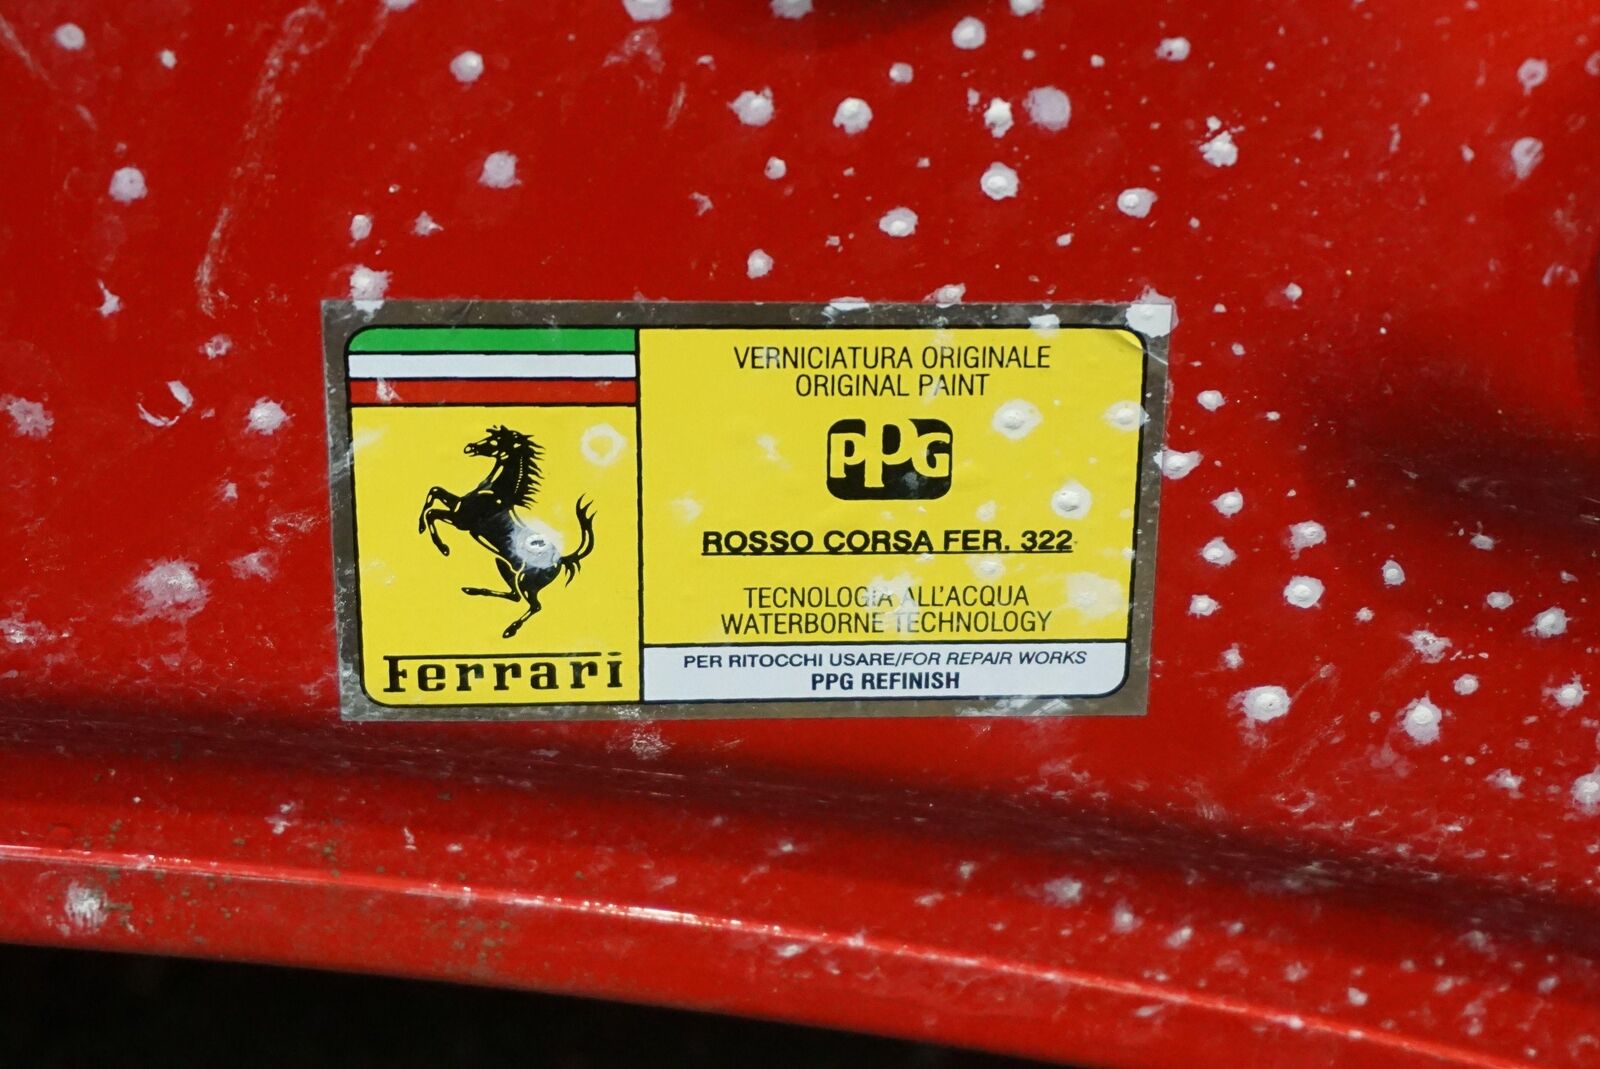 Ferrari
VERNICIATURA ORIGINALE
ORIGINAL PAINT
PPG
ROSSO CORSA FER. 322
TECNOLOGIA ALL'ACQUA
WATERBORNE TECHNOLOGY
PER RITOCCHI USARE/FOR REPAIR WORKS
PPG REFINISH